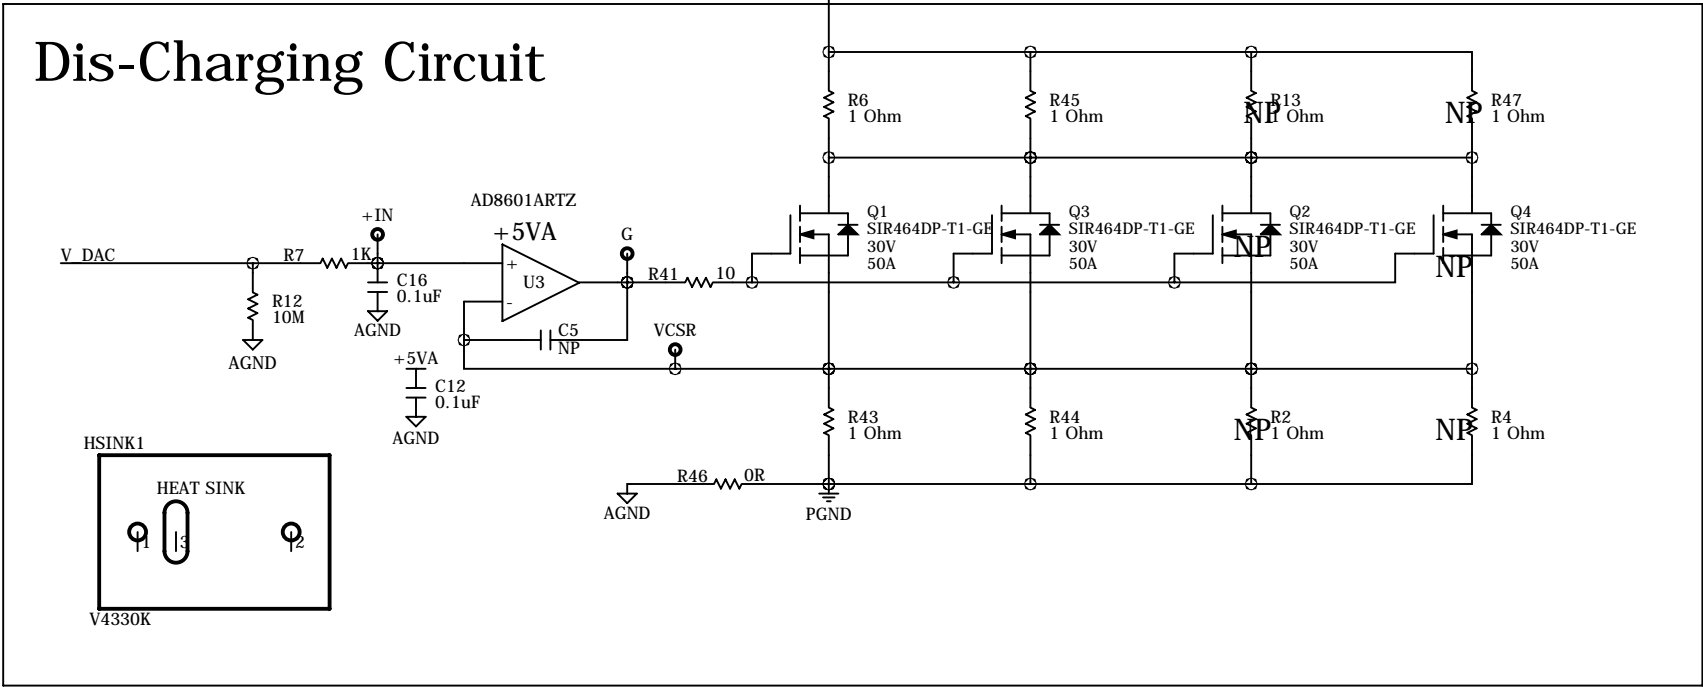 Dis-Charging Circuit
R6
1 Ohm
R45
1 Ohm
R13
1 Ohm
NP
R47
1 Ohm
NP
AD8601ARTZ
+5VA
+IN
G
Q1
SIR464DP-T1-GE
30V
50A
Q3
SIR464DP-T1-GE
30V
50A
Q2
SIR464DP-T1-GE
30V
50A
NP
Q4
SIR464DP-T1-GE
30V
50A
NP
V_DAC
R7
1K
+
U3
-
R41
10
C16
0.1uF
AGND
R12
10M
AGND
C5
NP
VCSR
+5VA
C12
0.1uF
AGND
R43
1 Ohm
R44
1 Ohm
R2
1 Ohm
NP
R4
1 Ohm
NP
HSINK1
HEAT SINK
1
3
2
V4330K
R46
0R
AGND
PGND